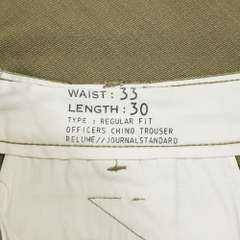 WAIST : 33
LENGTH : 30
TYPE : REGULAR FIT
OFFICERS CHINO TROUSER
RELUME//JOURNALSTANDARD